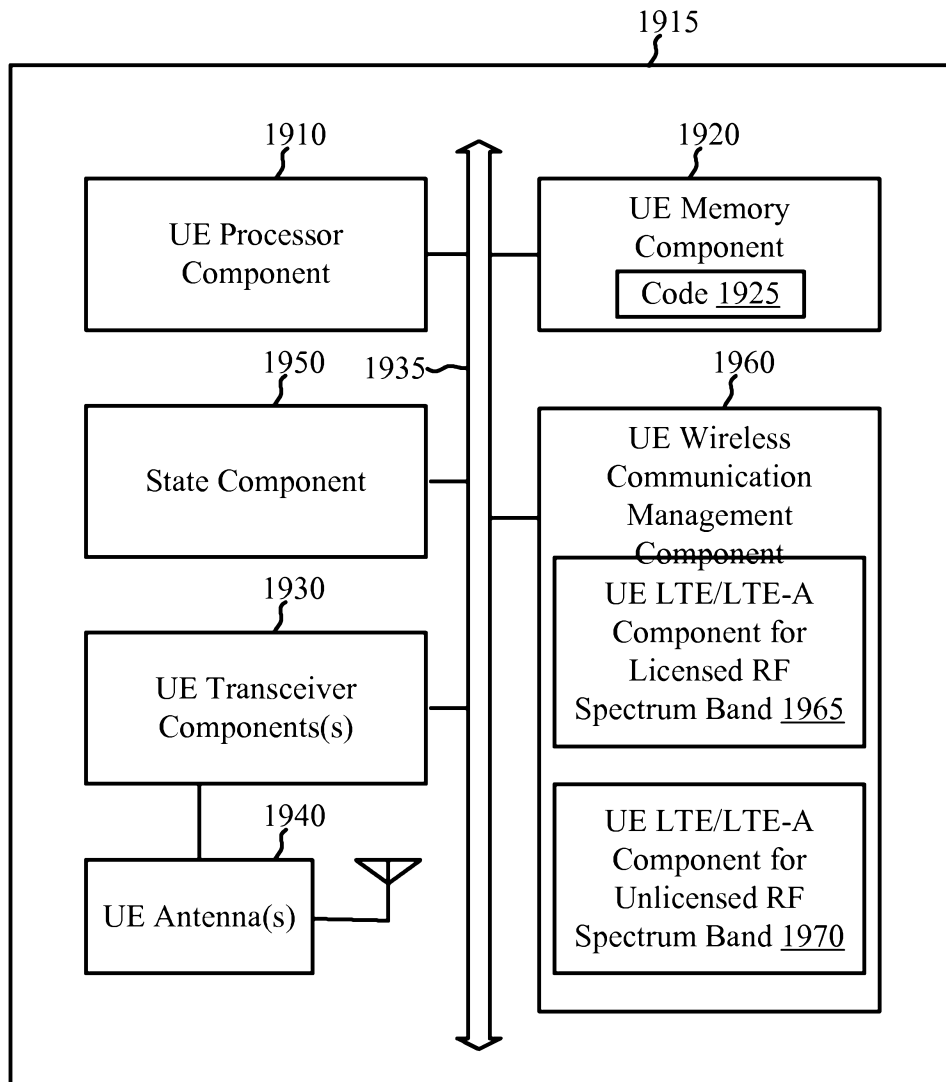 1915
1910
UE Processor
Component
1920
UE Memory
Component
Code 1925
1935
1950
State Component
1960
UE Wireless
Communication
Management
Component
UE LTE/LTE-A
Component for
Licensed RF
Spectrum Band 1965
UE LTE/LTE-A
Component for
Unlicensed RF
Spectrum Band 1970
1930
UE Transceiver
Components(s)
1940
UE Antenna(s)